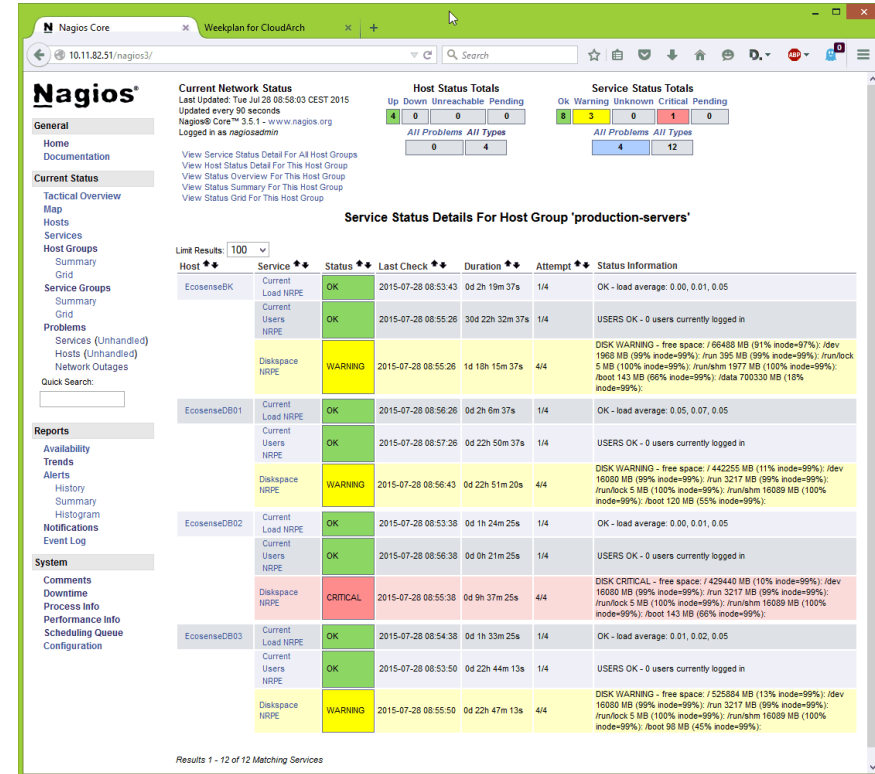 Nagios Core
Weekplan for CloudArch
10.11.82.51/nagios3/
Search
ABP
0
Nagios®
General
Home
Documentation
Current Status
Tactical Overview
Map
Hosts
Services
Host Groups
Summary
Grid
Service Groups
Summary
Grid
Problems
Services (Unhandled)
Hosts (Unhandled)
Network Outages
Quick Search:
Reports
Availability
Trends
Alerts
History
Summary
Histogram
Notifications
Event Log
System
Comments
Downtime
Process Info
Performance Info
Scheduling Queue
Configuration
Current Network Status
Last Updated: Tue Jul 28 08:58:03 CEST 2015
Updated every 90 seconds
Nagios® Core™ 3.5.1 - www.nagios.org
Logged in as nagiosadmin
View Service Status Detail For All Host Groups
View Host Status Detail For This Host Group
View Status Overview For This Host Group
View Status Summary For This Host Group
View Status Grid For This Host Group
Host Status Totals
Up Down Unreachable Pending
4 0 0 0
All Problems All Types
0 4
Service Status Totals
Ok Warning Unknown Critical Pending
8 3 0 1 0
All Problems All Types
4 12
Service Status Details For Host Group 'production-servers'
Limit Results: 100
Host Service Status Last Check Duration Attempt Status Information
EcosenseBK Current Load NRPE OK 2015-07-28 08:53:43 0d 2h 19m 37s 1/4 OK - load average: 0.00, 0.01, 0.05
Current Users NRPE OK 2015-07-28 08:55:26 30d 22h 32m 37s 1/4 USERS OK - 0 users currently logged in
Diskspace NRPE WARNING 2015-07-28 08:55:26 1d 18h 15m 37s 4/4 DISK WARNING - free space: / 66488 MB (91% inode=97%): /dev
1968 MB (99% inode=99%): /run 395 MB (99% inode=99%): /run/lock
5 MB (100% inode=99%): /run/shm 1977 MB (100% inode=99%):
/boot 143 MB (66% inode=99%): /data 700330 MB (18%
inode=99%):
EcosenseDB01 Current Load NRPE OK 2015-07-28 08:56:26 0d 2h 6m 37s 1/4 OK - load average: 0.05, 0.07, 0.05
Current Users NRPE OK 2015-07-28 08:57:26 0d 22h 50m 37s 1/4 USERS OK - 0 users currently logged in
Diskspace NRPE WARNING 2015-07-28 08:56:43 0d 22h 51m 20s 4/4 DISK WARNING - free space: / 442255 MB (11% inode=99%): /dev
16080 MB (99% inode=99%): /run 3217 MB (99% inode=99%):
/run/lock 5 MB (100% inode=99%): /run/shm 16089 MB (100%
inode=99%): /boot 120 MB (55% inode=99%):
EcosenseDB02 Current Load NRPE OK 2015-07-28 08:53:38 0d 1h 24m 25s 1/4 OK - load average: 0.00, 0.01, 0.05
Current Users NRPE OK 2015-07-28 08:56:38 0d 0h 21m 25s 1/4 USERS OK - 0 users currently logged in
Diskspace NRPE CRITICAL 2015-07-28 08:55:38 0d 9h 37m 25s 4/4 DISK CRITICAL - free space: / 429440 MB (10% inode=99%): /dev
16080 MB (99% inode=99%): /run 3217 MB (99% inode=99%):
/run/lock 5 MB (100% inode=99%): /run/shm 16089 MB (100%
inode=99%): /boot 143 MB (66% inode=99%):
EcosenseDB03 Current Load NRPE OK 2015-07-28 08:54:38 0d 1h 33m 25s 1/4 OK - load average: 0.01, 0.02, 0.05
Current Users NRPE OK 2015-07-28 08:53:50 0d 22h 44m 13s 1/4 USERS OK - 0 users currently logged in
Diskspace NRPE WARNING 2015-07-28 08:55:50 0d 22h 47m 13s 4/4 DISK WARNING - free space: / 525884 MB (13% inode=99%): /dev
16080 MB (99% inode=99%): /run 3217 MB (99% inode=99%):
/run/lock 5 MB (100% inode=99%): /run/shm 16089 MB (100%
inode=99%): /boot 98 MB (45% inode=99%):
Results 1 - 12 of 12 Matching Services